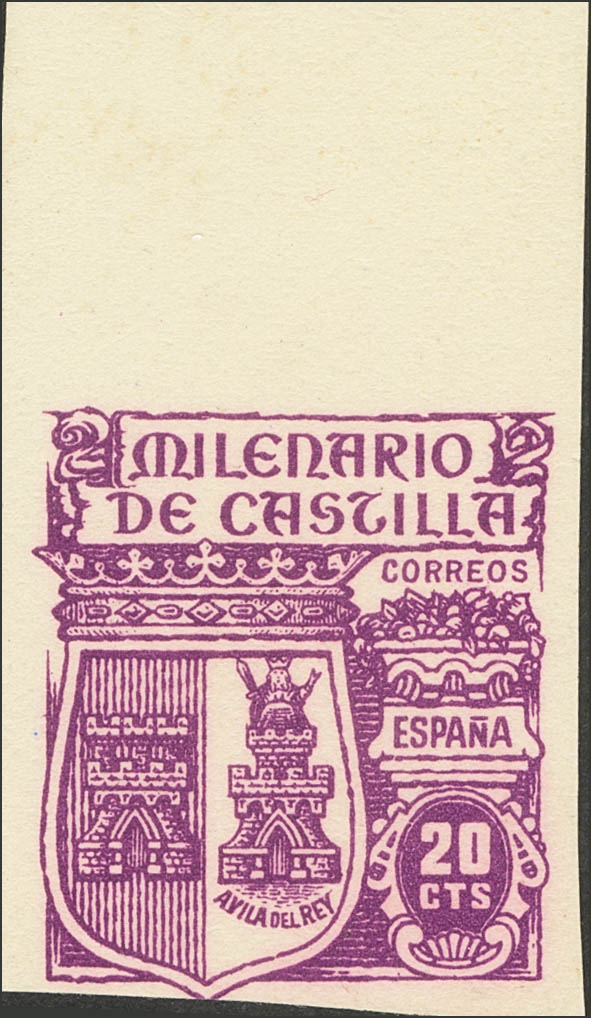 MILENARIO
DE CASTILLA
CORREOS
ESPAÑA
20
CTS
AVILA DEL REY